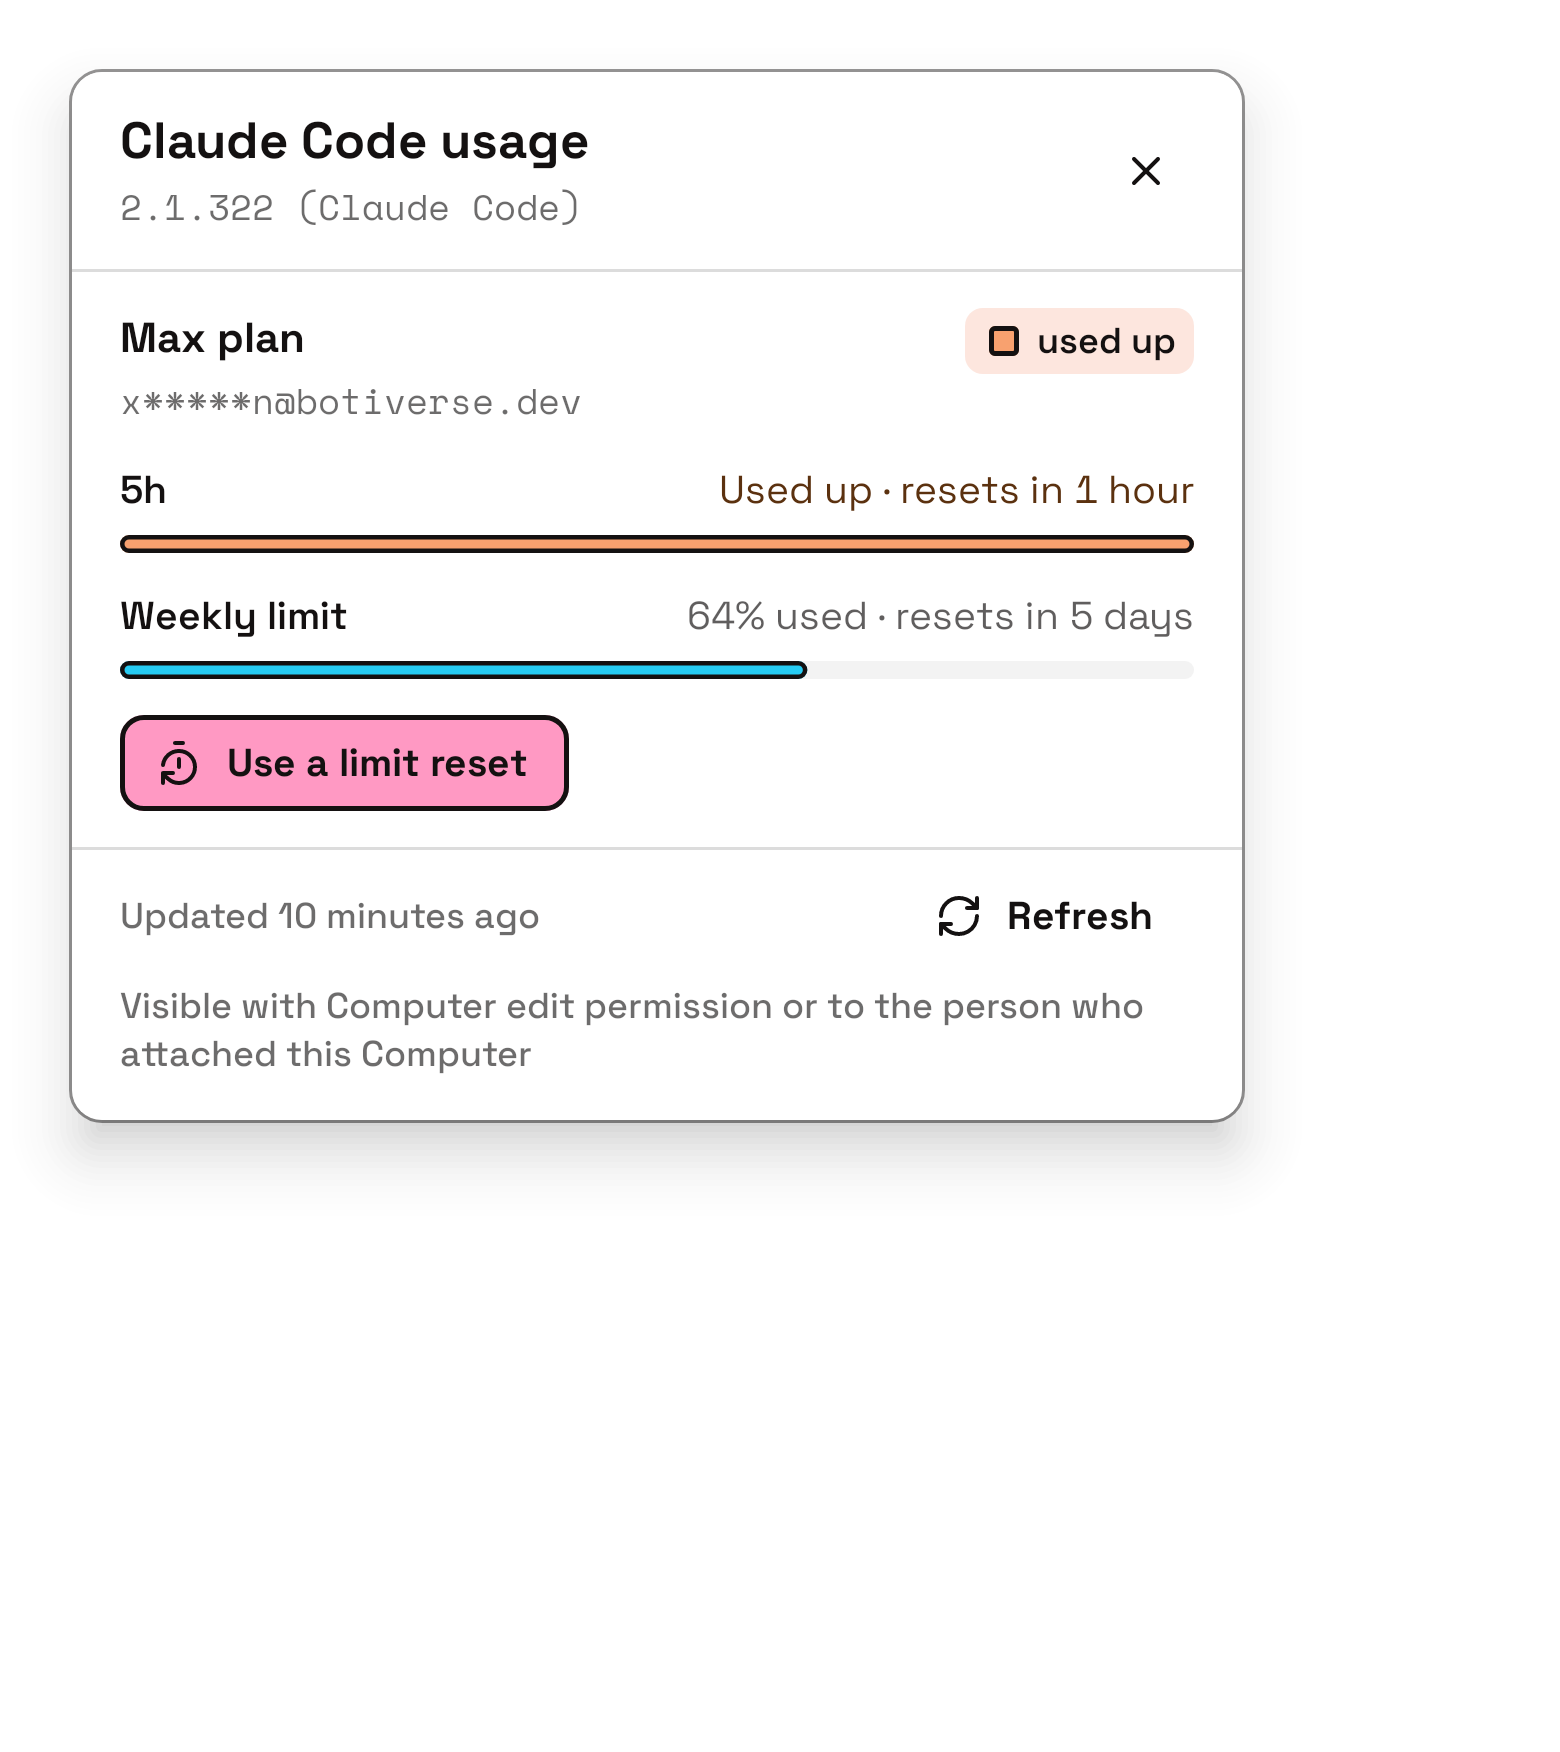 Claude Code usage
2.1.322 (Claude Code)
Max plan
used up
x*****n@botiverse.dev
5h
Used up · resets in 1 hour
Weekly limit
64% used · resets in 5 days
Use a limit reset
Updated 10 minutes ago
Refresh
Visible with Computer edit permission or to the person who
attached this Computer